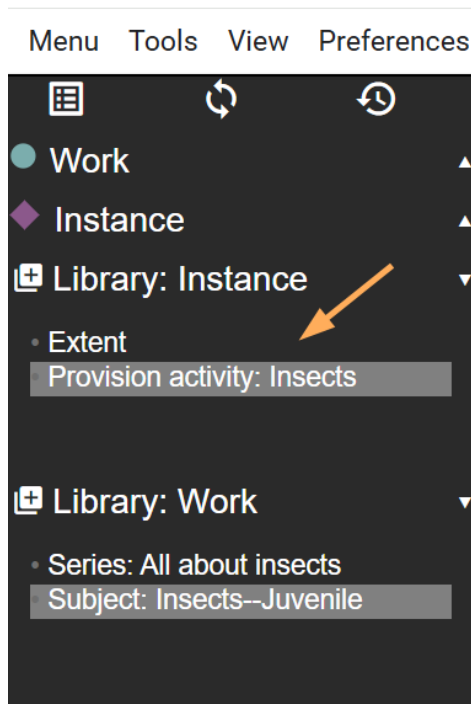 Menu Tools View Preferences
Work
Instance
Library: Instance
Extent
Provision activity: Insects
Library: Work
Series: All about insects
Subject: Insects--Juvenile